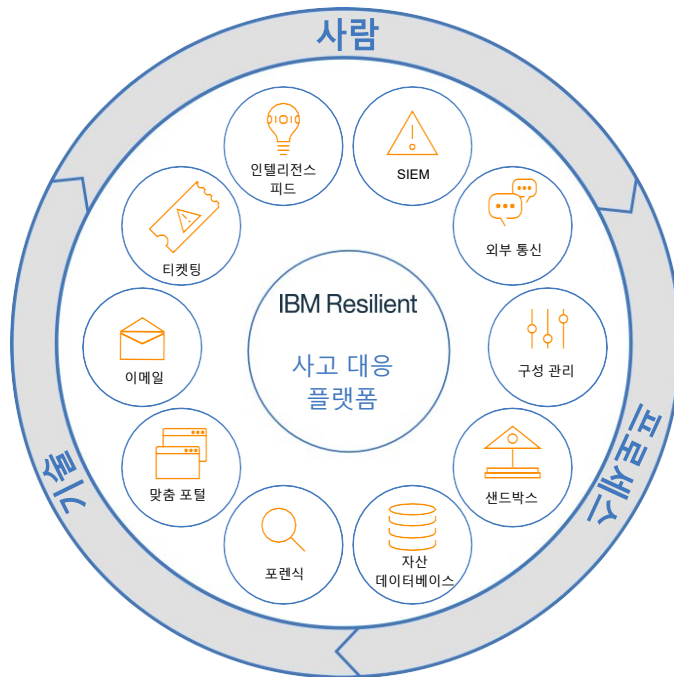 사람
인텔리전스
피드
SIEM
티켓팅
외부 통신
IBM Resilient
사고 대응
플랫폼
이메일
구성 관리
기술
프로세스
맞춤 포털
샌드박스
포렌식
자산
데이터베이스